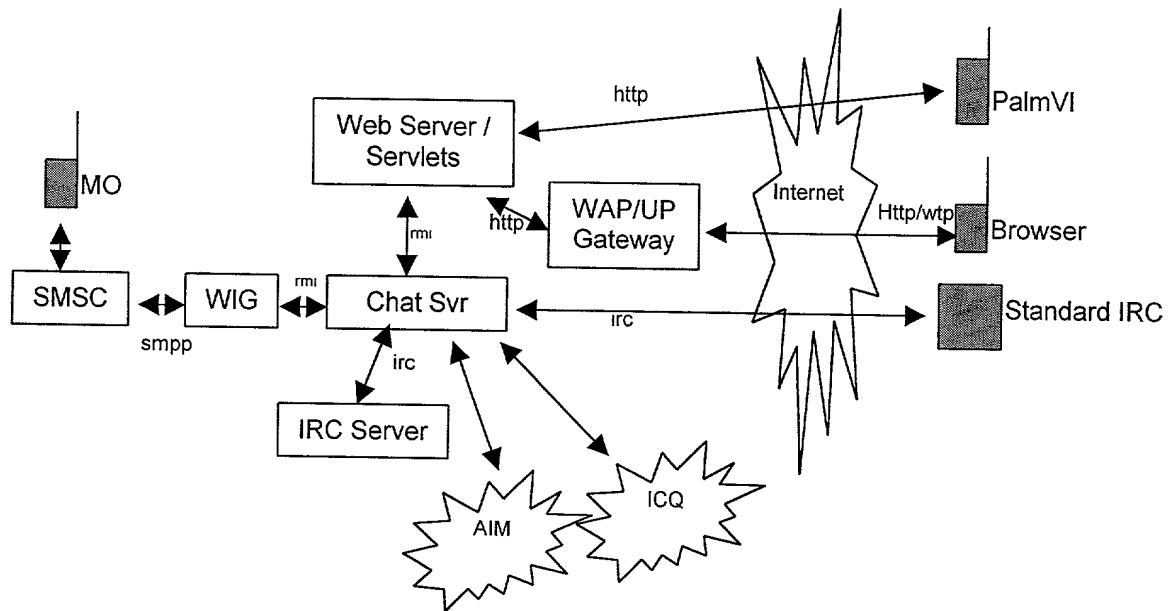 http
PalmVI
Web Server /
Servlets
MO
Internet
http
WAP/UP
Gateway
Http/wtp
Browser
rmi
SMSC
WIG
rmi
Chat Svr
irc
Standard IRC
smpp
irc
IRC Server
AIM
ICQ